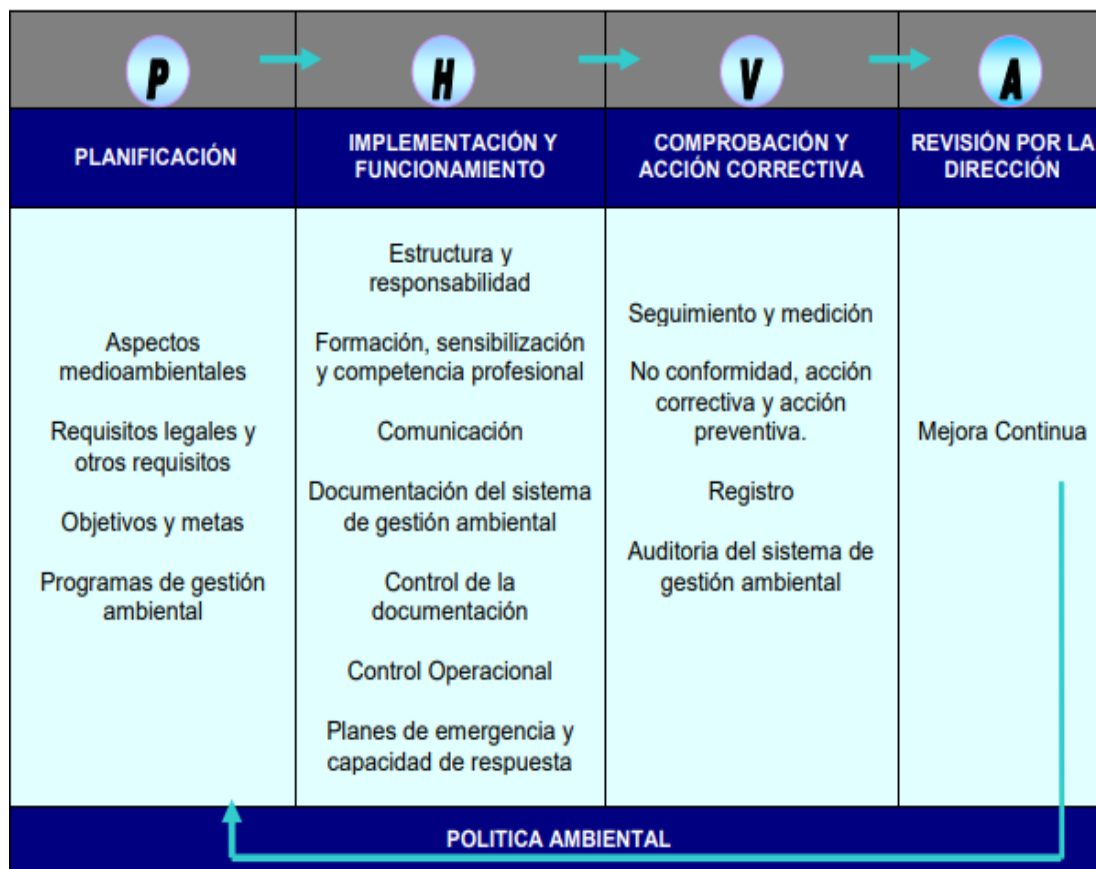 P
H
V
A
PLANIFICACIÓN
IMPLEMENTACIÓN Y
FUNCIONAMIENTO
COMPROBACIÓN Y
ACCIÓN CORRECTIVA
REVISIÓN POR LA
DIRECCIÓN
Aspectos
medioambientales
Requisitos legales y
otros requisitos
Objetivos y metas
Programas de gestión
ambiental
Estructura y
responsabilidad
Formación, sensibilización
y competencia profesional
Comunicación
Documentación del sistema
de gestión ambiental
Control de la
documentación
Control Operacional
Planes de emergencia y
capacidad de respuesta
Seguimiento y medición
No conformidad, acción
correctiva y acción
preventiva.
Registro
Auditoria del sistema de
gestión ambiental
Mejora Continua
POLITICA AMBIENTAL